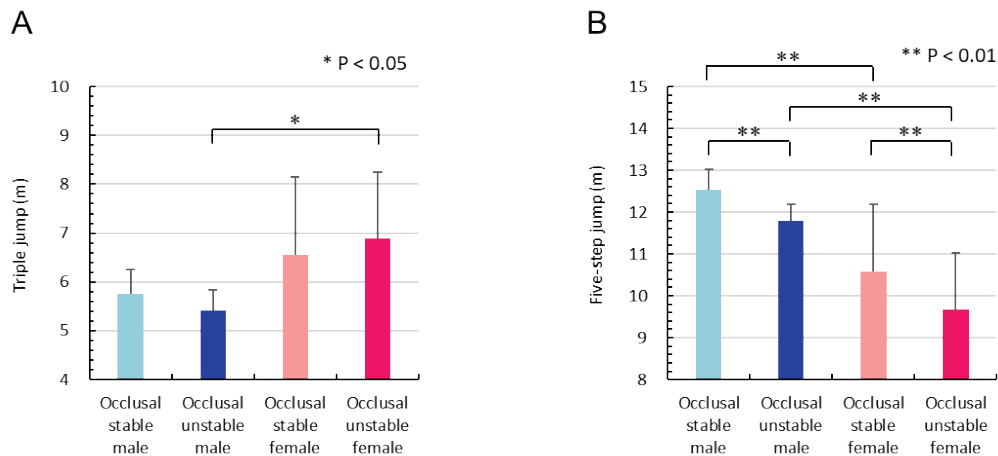 A
* P < 0.05
Triple jump (m)
10
9
8
7
6
5
4
*
Occlusal stable male
Occlusal unstable male
Occlusal stable female
Occlusal unstable female
B
** P < 0.01
Five-step jump (m)
15
14
13
12
11
10
9
8
**
**
**
**
Occlusal stable male
Occlusal unstable male
Occlusal stable female
Occlusal unstable female